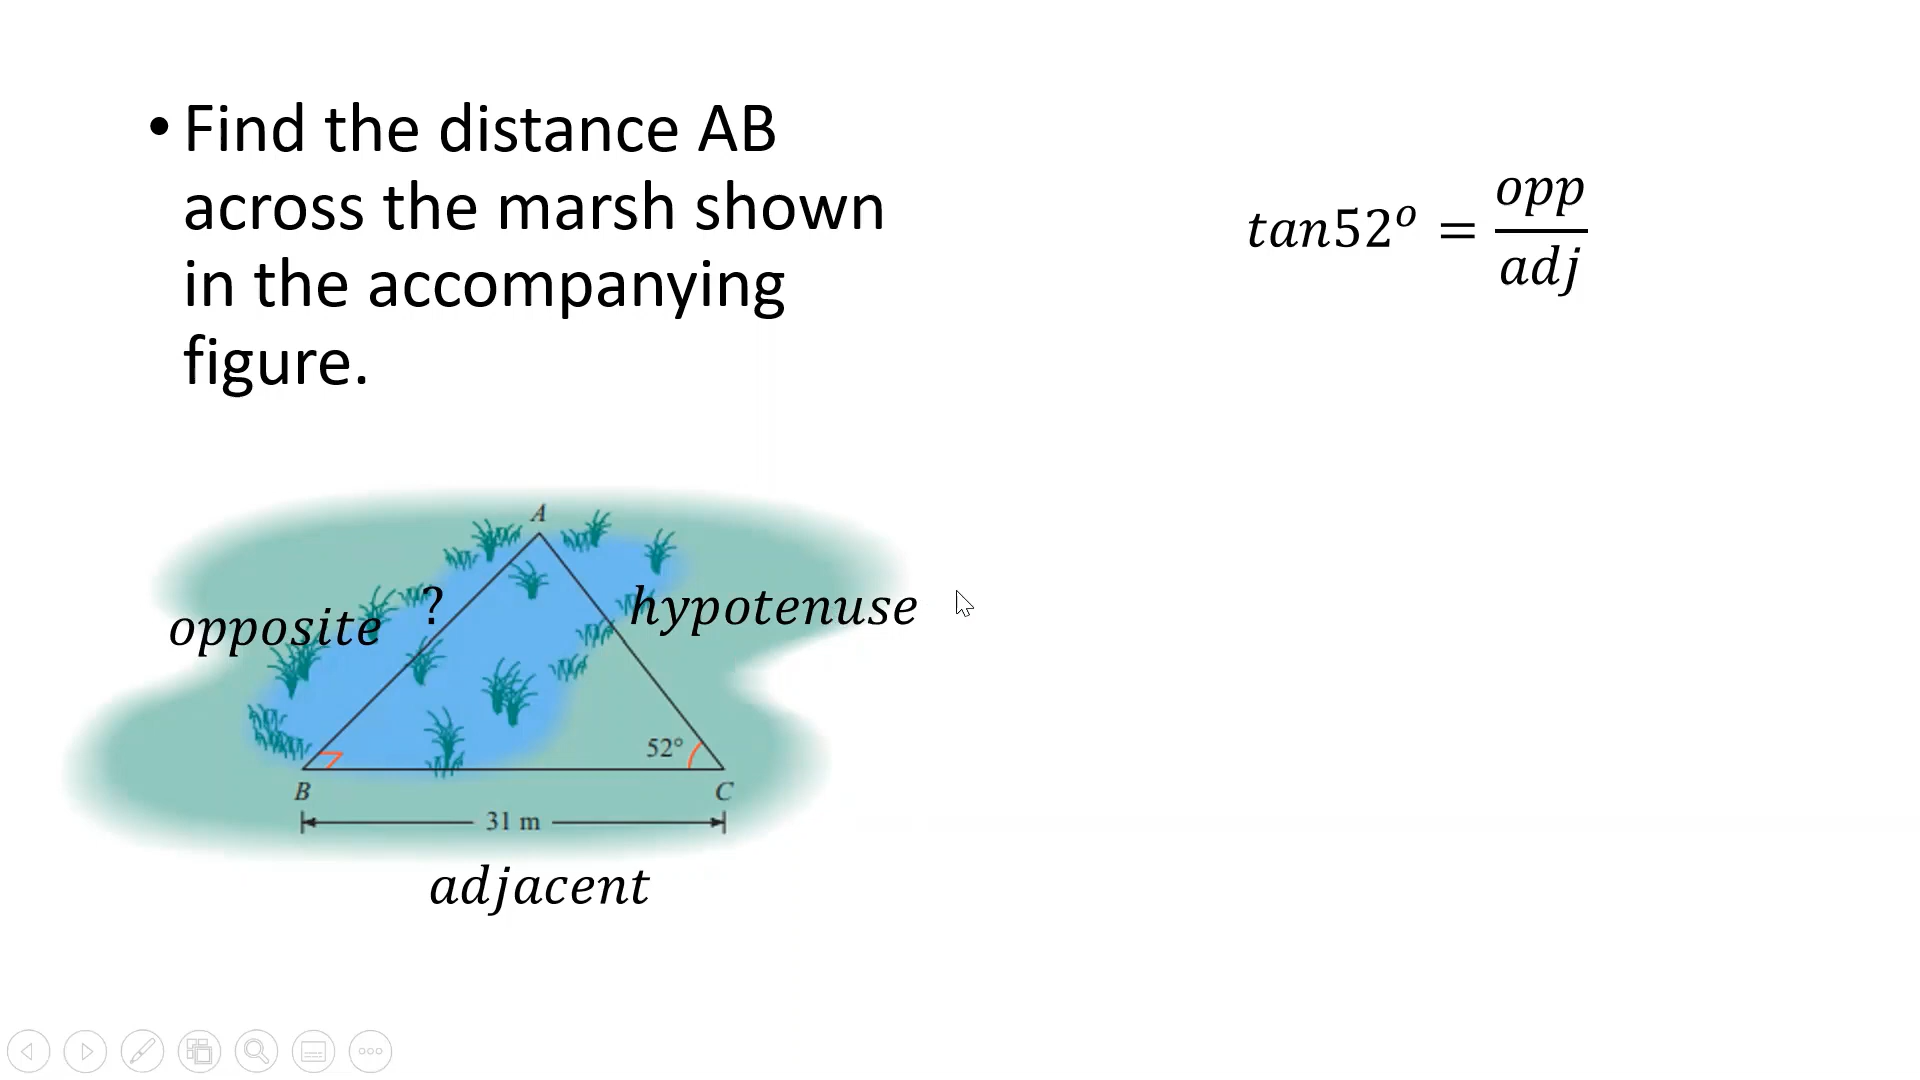 • Find the distance AB
across the marsh shown
in the accompanying
figure.
tan52° = opp/adj
A
opposite ? hypotenuse
52°
B C
31 m
adjacent